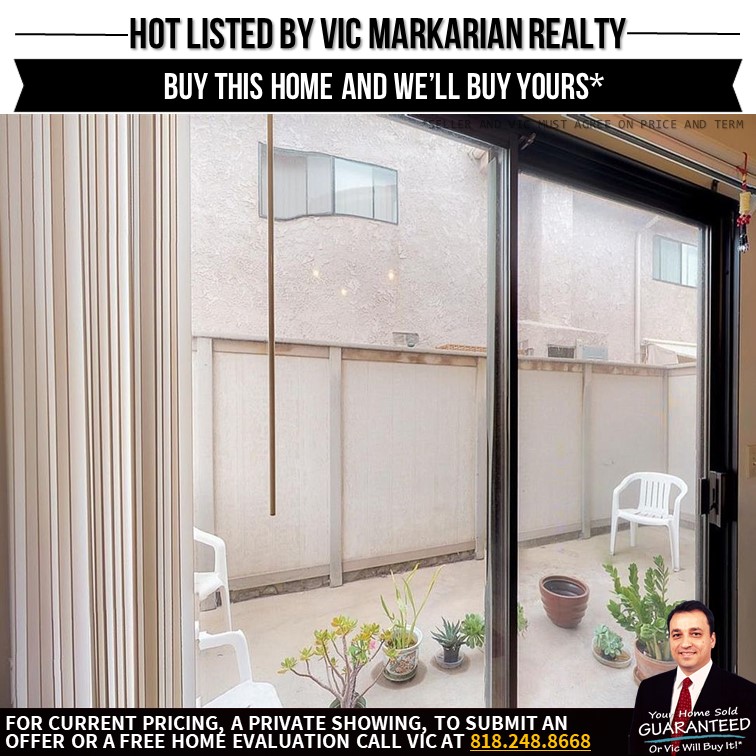 HOT LISTED BY VIC MARKARIAN REALTY
BUY THIS HOME AND WE'LL BUY YOURS*
*SELLER AND VIC MUST AGREE ON PRICE AND TERM
Your Home Sold
GUARANTEED
Or Vic Will Buy It!
FOR CURRENT PRICING, A PRIVATE SHOWING, TO SUBMIT AN
OFFER OR A FREE HOME EVALUATION CALL VIC AT 818.248.8668